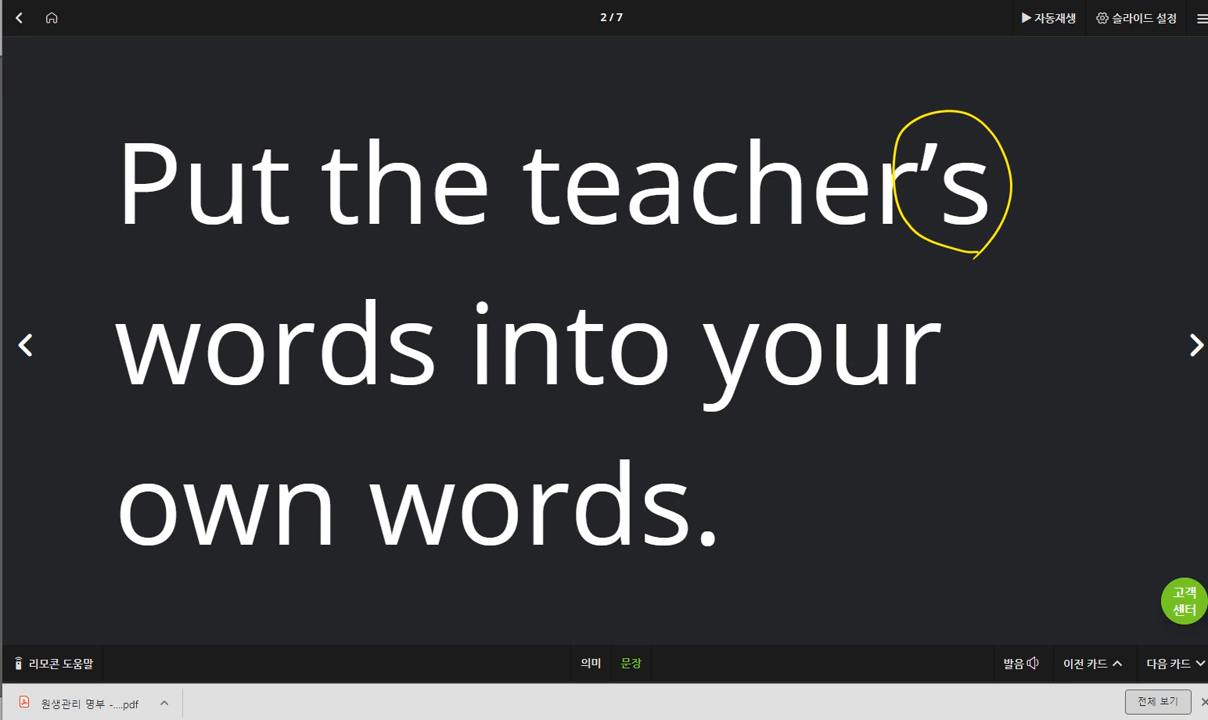 2 / 7
자동재생
슬라이드 설정
Put the teacher’s
words into your
own words.
고객
센터
리모콘 도움말
의미
문장
발음
이전 카드
다음 카드
원생관리 명부 -....pdf
전체 보기